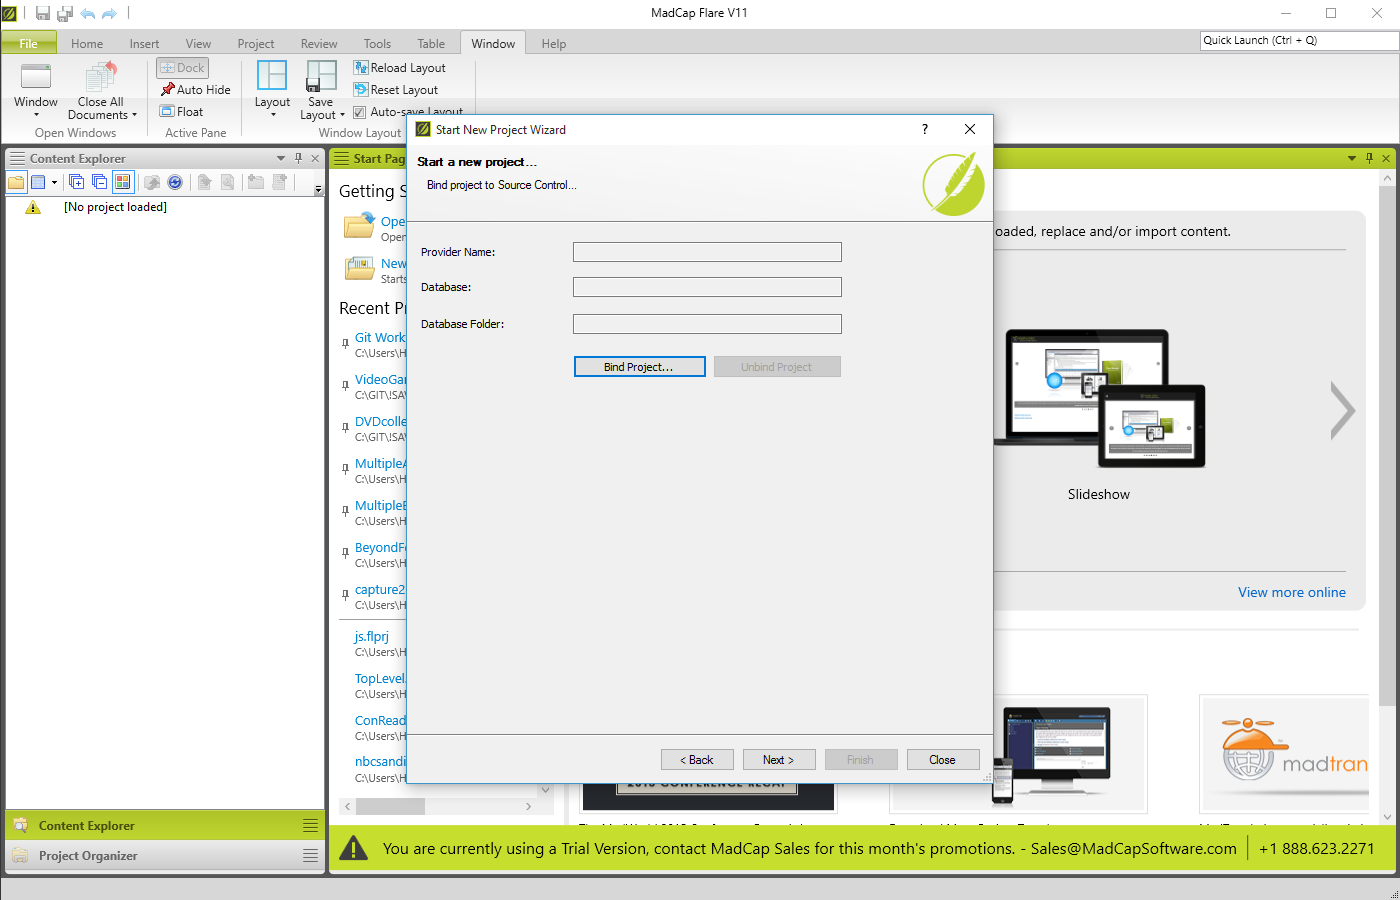 MadCap Flare V11
File
Home
Insert
View
Project
Review
Tools
Table
Window
Help
Quick Launch (Ctrl + Q)
Window
Close All
Documents
Open Windows
Dock
Auto Hide
Float
Active Pane
Layout
Save
Layout
Reload Layout
Reset Layout
Auto-save Layout
Window Layout
Content Explorer
[No project loaded]
Start Pag
Getting S
Ope
Open
New
Starts
Recent Pr
Git Work
C:\Users\H
VideoGar
C:\GIT\!SAV
DVDcolle
C:\GIT\!SAV
MultipleA
C:\Users\H
MultipleE
C:\Users\H
BeyondFe
C:\Users\H
capture2
C:\Users\H
js.flprj
C:\Users\H
TopLevel.
C:\Users\H
ConRead
C:\Users\H
nbcsandi
C:\Users\H
Start New Project Wizard
?
Start a new project...
Bind project to Source Control...
Provider Name:
Database:
Database Folder:
Bind Project...
Unbind Project
< Back
Next >
Finish
Close
oaded, replace and/or import content.
Slideshow
View more online
madtran
Content Explorer
Project Organizer
You are currently using a Trial Version, contact MadCap Sales for this month's promotions. - Sales@MadCapSoftware.com
+1 888.623.2271